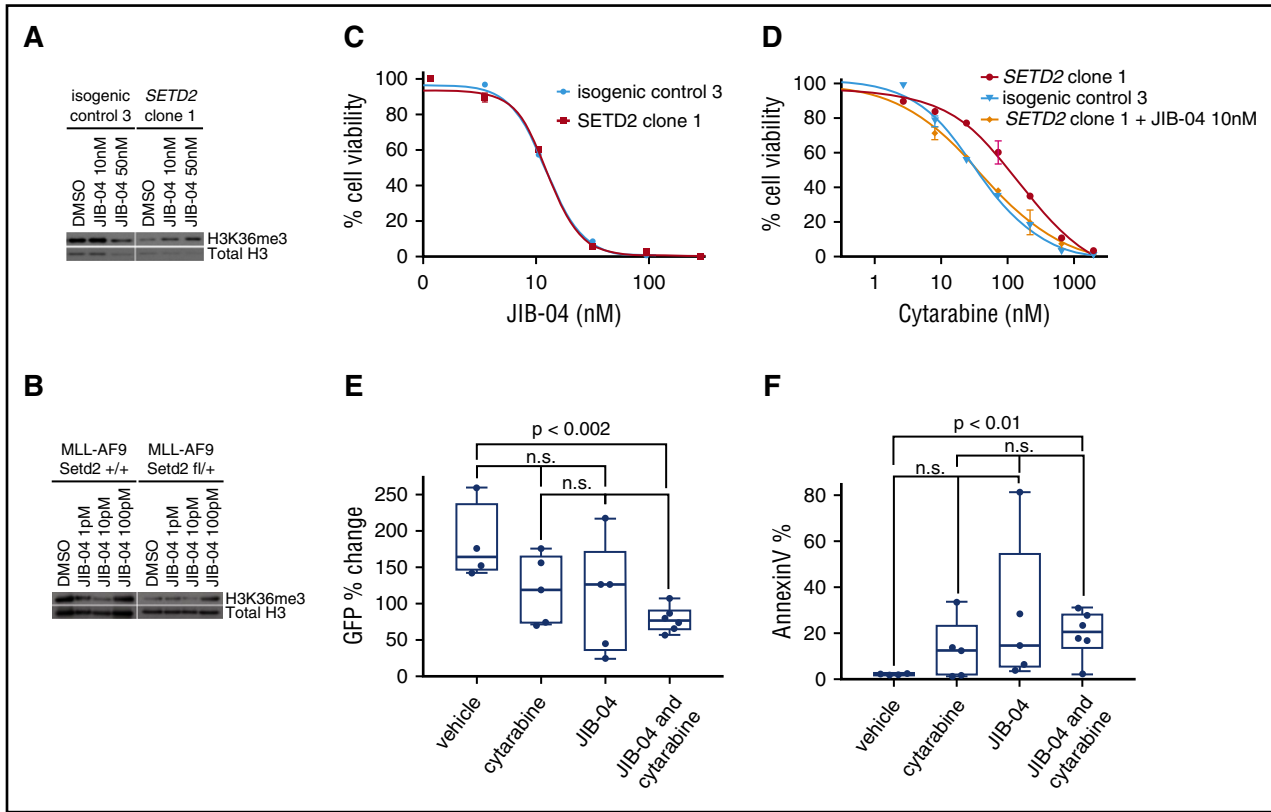 A
isogenic control 3
SETD2 clone 1
DMSO
JIB-04 10nM
JIB-04 50nM
DMSO
JIB-04 10nM
JIB-04 50nM
H3K36me3
Total H3
C
% cell viability
100
80
60
40
20
0
0
10
100
JIB-04 (nM)
isogenic control 3
SETD2 clone 1
D
% cell viability
100
80
60
40
20
0
1
10
100
1000
Cytarabine (nM)
SETD2 clone 1
isogenic control 3
SETD2 clone 1 + JIB-04 10nM
B
MLL-AF9
Setd2 +/+
MLL-AF9
Setd2 fl/+
DMSO
JIB-04 1pM
JIB-04 10pM
JIB-04 100pM
DMSO
JIB-04 1pM
JIB-04 10pM
JIB-04 100pM
H3K36me3
Total H3
E
p < 0.002
n.s.
n.s.
GFP % change
250
200
150
100
50
0
vehicle
cytarabine
JIB-04
JIB-04 and
cytarabine
F
p < 0.01
n.s.
n.s.
AnnexinV %
80
60
40
20
0
vehicle
cytarabine
JIB-04
JIB-04 and
cytarabine